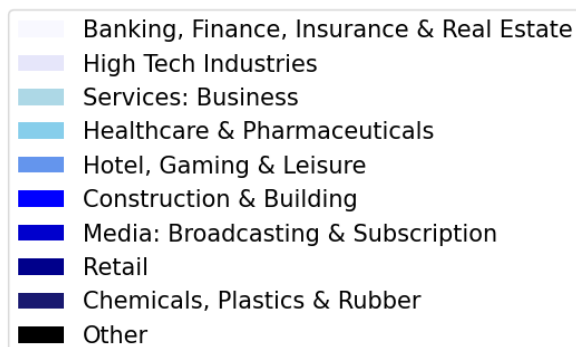 Banking, Finance, Insurance & Real Estate
High Tech Industries
Services: Business
Healthcare & Pharmaceuticals
Hotel, Gaming & Leisure
Construction & Building
Media: Broadcasting & Subscription
Retail
Chemicals, Plastics & Rubber
Other